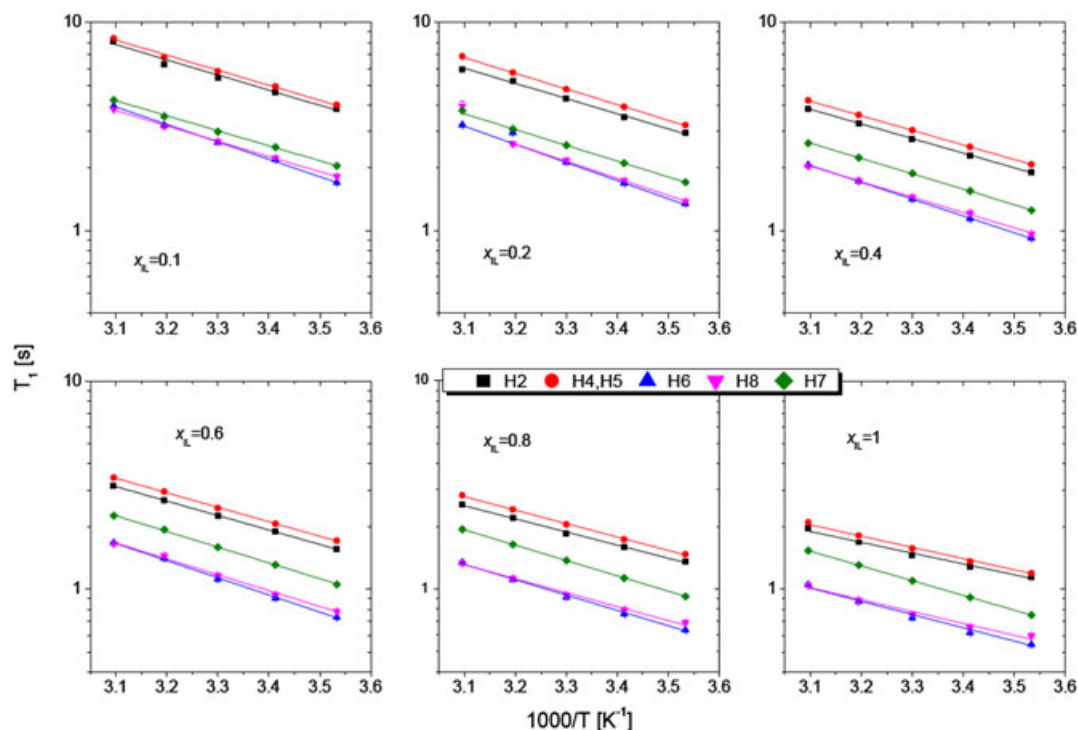 10
10
10
1
1
1
x_IL=0.1
x_IL=0.2
x_IL=0.4
3.1 3.2 3.3 3.4 3.5 3.6
3.1 3.2 3.3 3.4 3.5 3.6
3.1 3.2 3.3 3.4 3.5 3.6
T₁ [s]
10
10
10
H2 H4,H5 H6 H8 H7
x_IL=0.6
x_IL=0.8
x_IL=1
1
1
1
3.1 3.2 3.3 3.4 3.5 3.6
3.1 3.2 3.3 3.4 3.5 3.6
3.1 3.2 3.3 3.4 3.5 3.6
1000/T [K⁻¹]